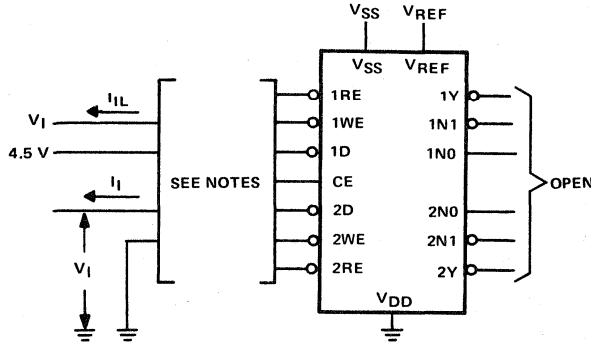 VSS
VREF
VSS
VREF
IIL
VI
4.5 V
II
VI
SEE NOTES
1RE
1WE
1D
CE
2D
2WE
2RE
1Y
1N1
1N0
2N0
2N1
2Y
VDD
OPEN